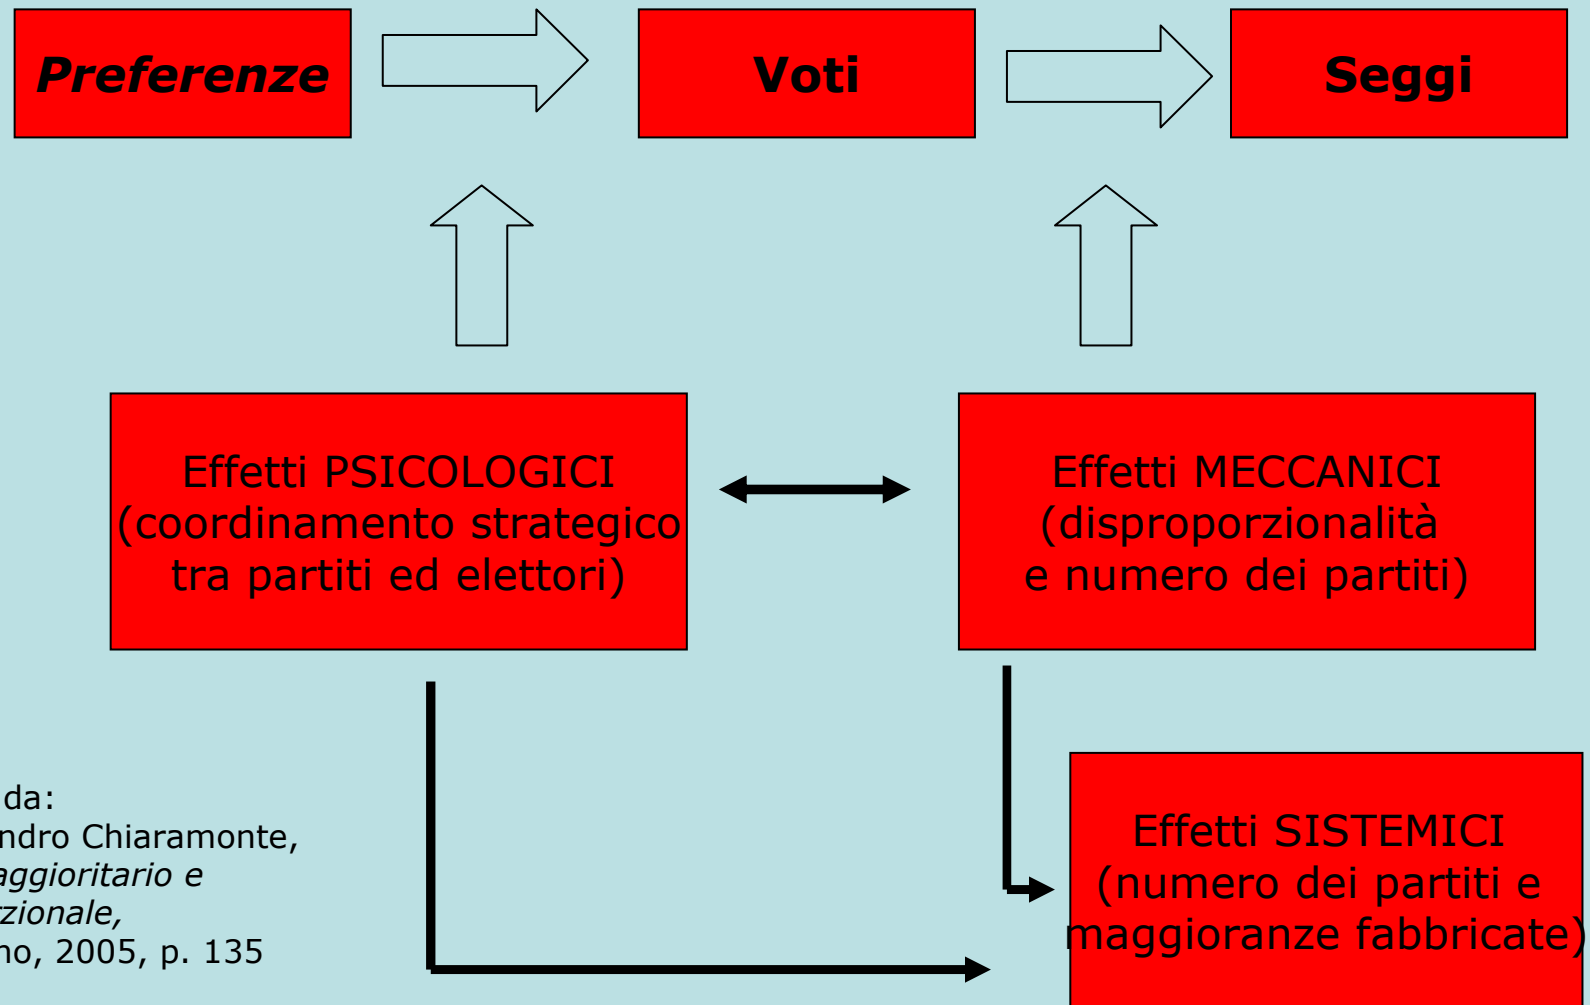 Preferenze
Voti
Seggi
Effetti PSICOLOGICI
(coordinamento strategico
tra partiti ed elettori)
Effetti MECCANICI
(disproporzionalità
e numero dei partiti)
Effetti SISTEMICI
(numero dei partiti e
maggioranze fabbricate)
da:
ndro Chiaramonte,
aggioritario e
rzionale,
no, 2005, p. 135